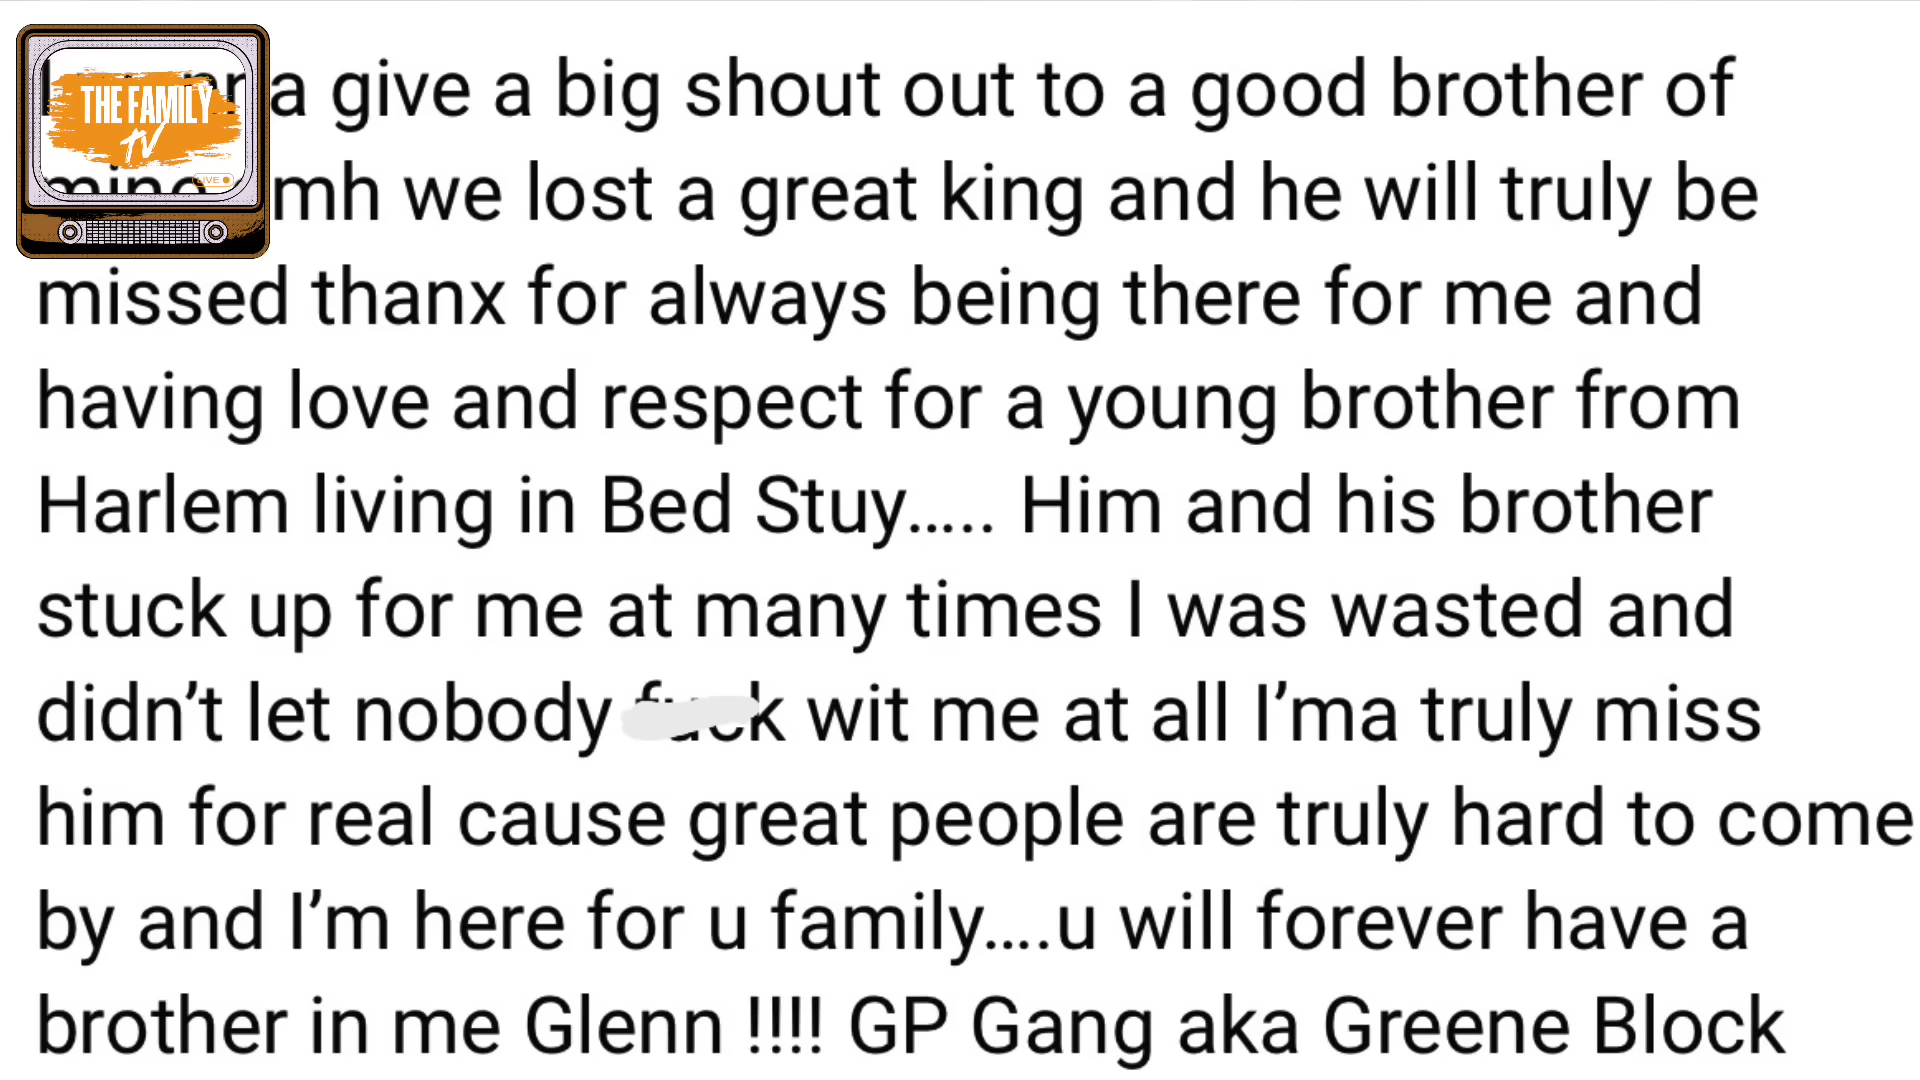 THE FAMILY
TV
LIVE
a give a big shout out to a good brother of
mh we lost a great king and he will truly be
missed thanx for always being there for me and
having love and respect for a young brother from
Harlem living in Bed Stuy..... Him and his brother
stuck up for me at many times I was wasted and
didn’t let nobody fuck wit me at all I’ma truly miss
him for real cause great people are truly hard to come
by and I’m here for u family....u will forever have a
brother in me Glenn !!!! GP Gang aka Greene Block